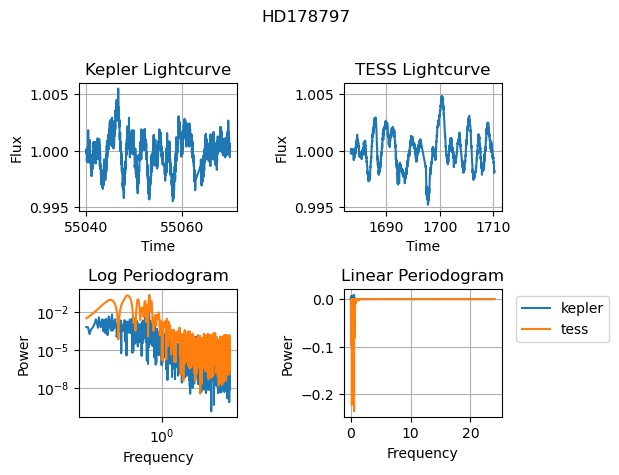 HD178797
Kepler Lightcurve
TESS Lightcurve
1.005
1.000
0.995
Flux
55040
55060
Time
1.005
1.000
0.995
Flux
1690
1700
1710
Time
Log Periodogram
Linear Periodogram
10⁻²
10⁻⁵
10⁻⁸
Power
10⁰
Frequency
0.0
−0.1
−0.2
Power
0
10
20
Frequency
kepler
tess